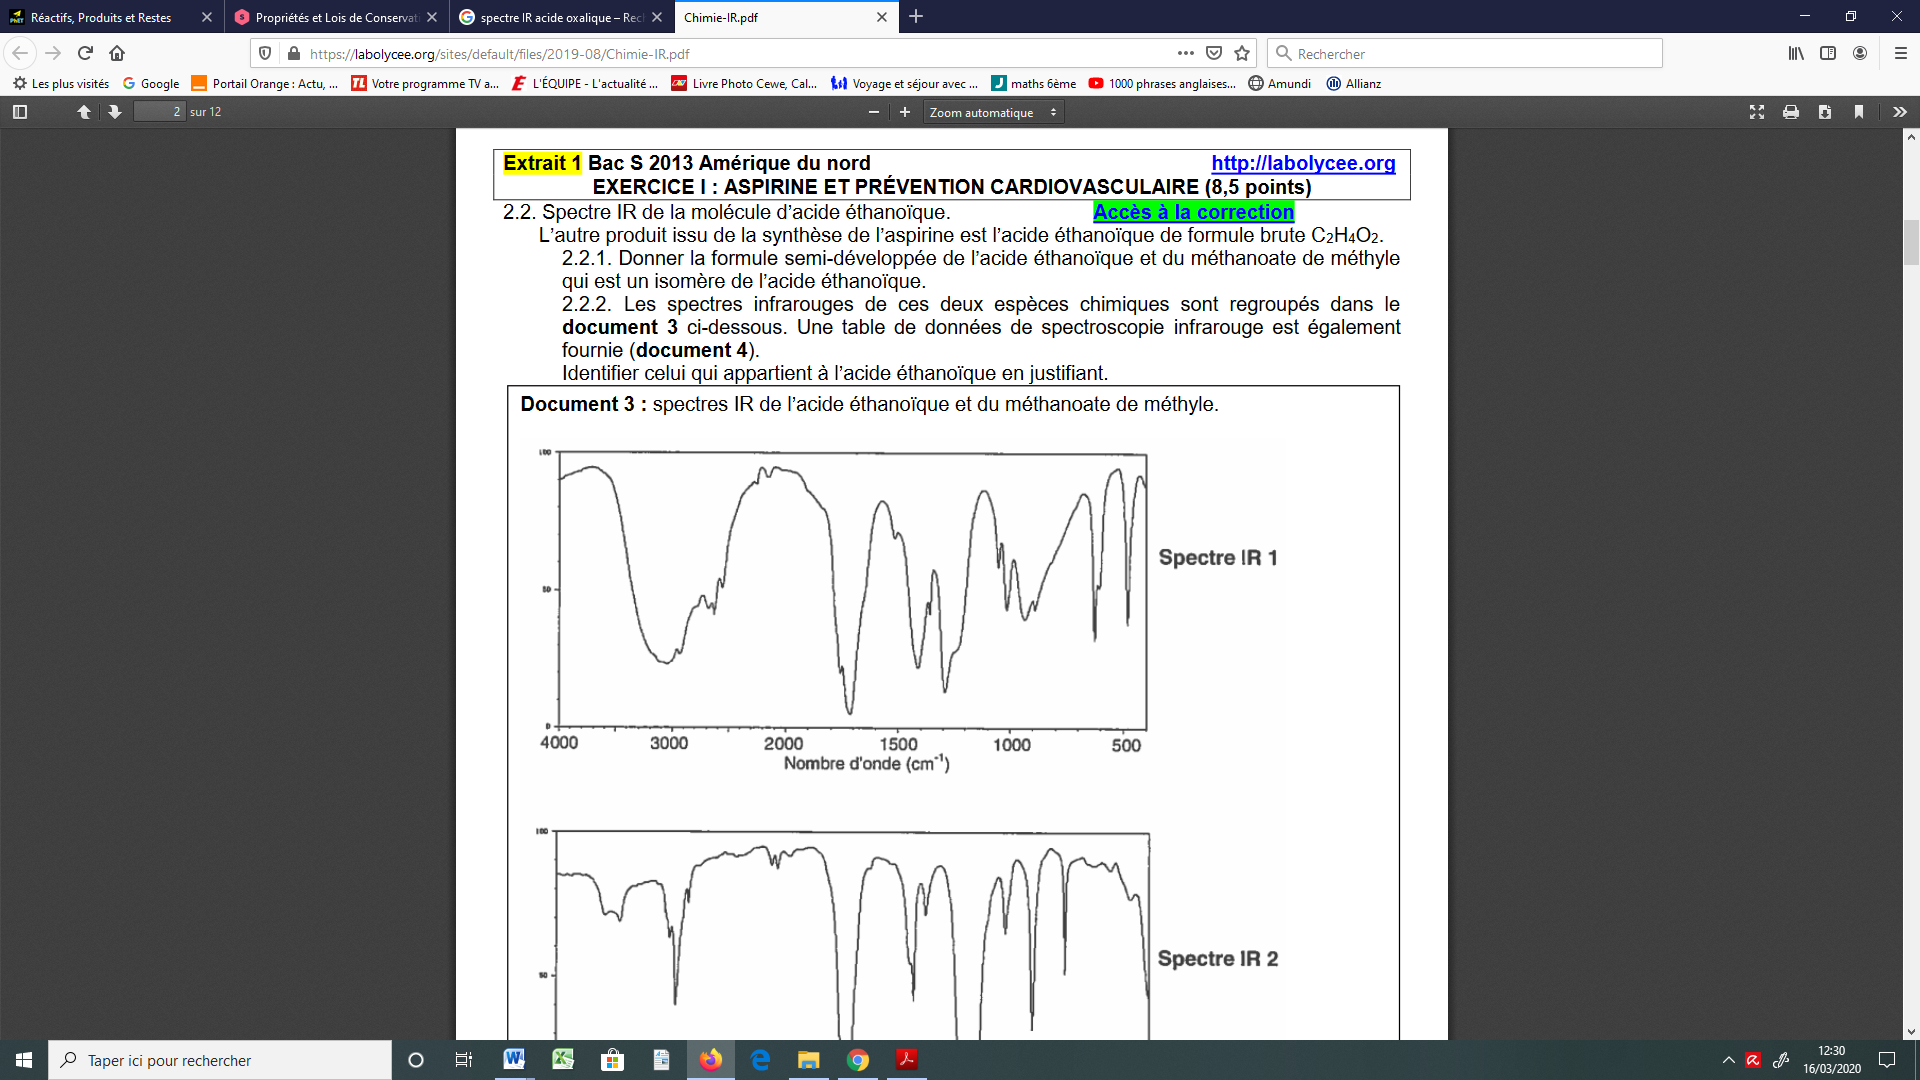 Réactifs, Produits et Restes
Propriétés et Lois de Conservat
spectre IR acide oxalique – Rec
Chimie-IR.pdf
https://labolycee.org/sites/default/files/2019-08/Chimie-IR.pdf
Rechercher
Les plus visités
Google
Portail Orange : Actu, ...
Votre programme TV a...
L'ÉQUIPE - L'actualité ...
Livre Photo Cewe, Cal...
Voyage et séjour avec ...
maths 6ème
1000 phrases anglaises...
Amundi
Allianz
2 sur 12
Zoom automatique
Extrait 1 Bac S 2013 Amérique du nord http://labolycee.org
EXERCICE I : ASPIRINE ET PRÉVENTION CARDIOVASCULAIRE (8,5 points)
2.2. Spectre IR de la molécule d’acide éthanoïque. Accès à la correction
L’autre produit issu de la synthèse de l’aspirine est l’acide éthanoïque de formule brute C2H4O2.
2.2.1. Donner la formule semi-développée de l’acide éthanoïque et du méthanoate de méthyle
qui est un isomère de l’acide éthanoïque.
2.2.2. Les spectres infrarouges de ces deux espèces chimiques sont regroupés dans le
document 3 ci-dessous. Une table de données de spectroscopie infrarouge est également
fournie (document 4).
Identifier celui qui appartient à l’acide éthanoïque en justifiant.
Document 3 : spectres IR de l’acide éthanoïque et du méthanoate de méthyle.
100
Spectre IR 1
50
0
4000 3000 2000 1500 1000 500
Nombre d'onde (cm-1)
100
Spectre IR 2
50
Taper ici pour rechercher
12:30
16/03/2020